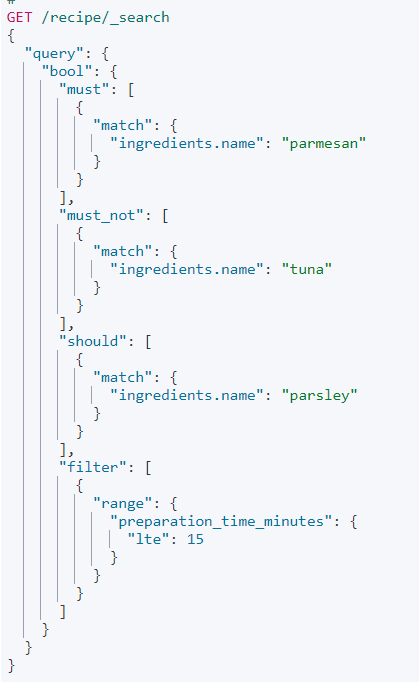 #
GET /recipe/_search
{
  "query": {
    "bool": {
      "must": [
        {
          "match": {
            "ingredients.name": "parmesan"
          }
        }
      ],
      "must_not": [
        {
          "match": {
            "ingredients.name": "tuna"
          }
        }
      ],
      "should": [
        {
          "match": {
            "ingredients.name": "parsley"
          }
        }
      ],
      "filter": [
        {
          "range": {
            "preparation_time_minutes": {
              "lte": 15
            }
          }
        }
      ]
    }
  }
}